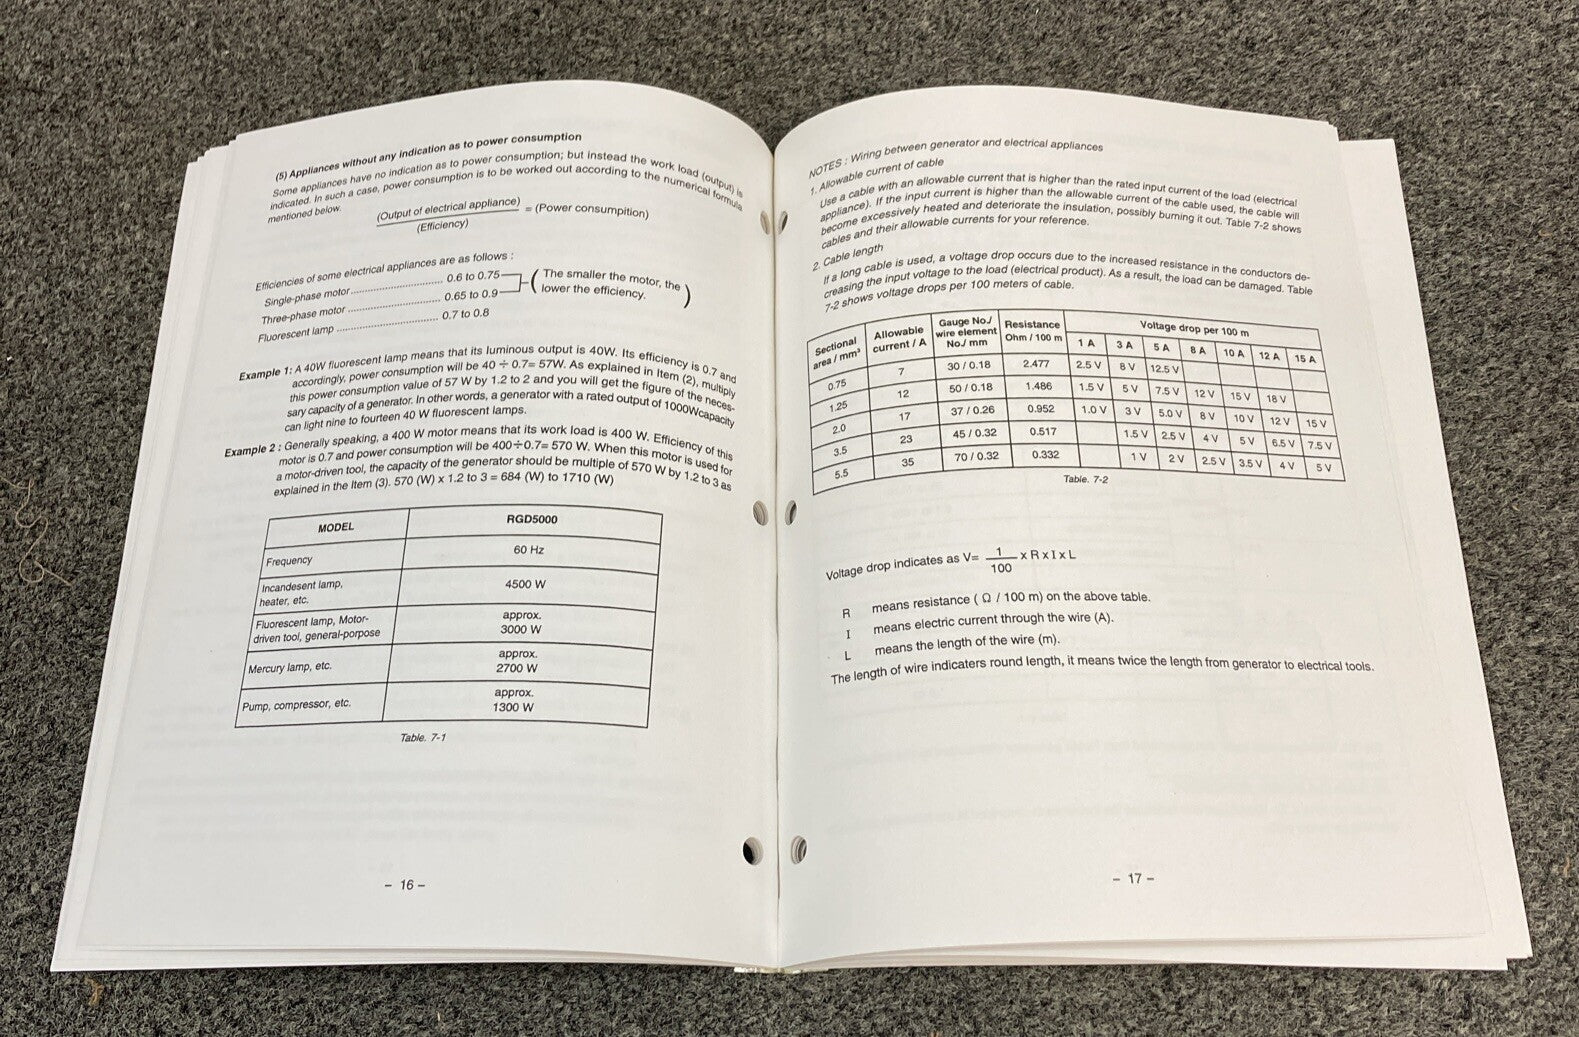 (5) Appliances without any indication as to power consumption
Some appliances have no indication as to power consumption; but instead the work load (output) is
indicated. In such a case, power consumption is to be worked out according to the numerical formula
mentioned below.
(Output of electrical appliance)
(Efficiency)
= (Power consumpition)
Efficiencies of some electrical appliances are as follows :
Single-phase motor .............................. 0.6 to 0.75
Three-phase motor .............................. 0.65 to 0.9
( The smaller the motor, the
lower the efficiency. )
Fluorescent lamp .............................. 0.7 to 0.8
Example 1: A 40W fluorescent lamp means that its luminous output is 40W. Its efficiency is 0.7 and
accordingly, power consumption will be 40 ÷ 0.7= 57W. As explained in Item (2), multiply
this power consumption value of 57 W by 1.2 to 2 and you will get the figure of the neces-
sary capacity of a generator. In other words, a generator with a rated output of 1000Wcapacity
can light nine to fourteen 40 W fluorescent lamps.
Example 2 : Generally speaking, a 400 W motor means that its work load is 400 W. Efficiency of this
motor is 0.7 and power consumption will be 400÷0.7= 570 W. When this motor is used for
a motor-driven tool, the capacity of the generator should be multiple of 570 W by 1.2 to 3 as
explained in the Item (3). 570 (W) x 1.2 to 3 = 684 (W) to 1710 (W)
MODEL RGD5000
Frequency 60 Hz
Incandesent lamp,
heater, etc. 4500 W
Fluorescent lamp, Motor-
driven tool, general-porpose
approx.
3000 W
Mercury lamp, etc.
approx.
2700 W
Pump, compressor, etc.
approx.
1300 W
Table. 7-1
– 16 –
NOTES : Wiring between generator and electrical appliances
1. Allowable current of cable
Use a cable with an allowable current that is higher than the rated input current of the load (electrical
appliance). If the input current is higher than the allowable current of the cable used, the cable will
become excessively heated and deteriorate the insulation, possibly burning it out. Table 7-2 shows
cables and their allowable currents for your reference.
2. Cable length
If a long cable is used, a voltage drop occurs due to the increased resistance in the conductors de-
creasing the input voltage to the load (electrical product). As a result, the load can be damaged. Table
7-2 shows voltage drops per 100 meters of cable.
Sectional
area / mm²
Allowable
current / A
Gauge No./
wire element
No./ mm
Resistance
Ohm / 100 m
Voltage drop per 100 m
1 A 3 A 5 A 8 A 10 A 12 A 15 A
0.75 7 30 / 0.18 2.477 2.5 V 8 V 12.5 V
1.25 12 50 / 0.18 1.486 1.5 V 5 V 7.5 V 12 V 15 V 18 V
2.0 17 37 / 0.26 0.952 1.0 V 3 V 5.0 V 8 V 10 V 12 V 15 V
3.5 23 45 / 0.32 0.517 1.5 V 2.5 V 4 V 5 V 6.5 V 7.5 V
5.5 35 70 / 0.32 0.332 1 V 2 V 2.5 V 3.5 V 4 V 5 V
Table. 7-2
Voltage drop indicates as V= 1/100 x R x I x L
R means resistance ( Ω / 100 m) on the above table.
I means electric current through the wire (A).
L means the length of the wire (m).
The length of wire indicaters round length, it means twice the length from generator to electrical tools.
– 17 –